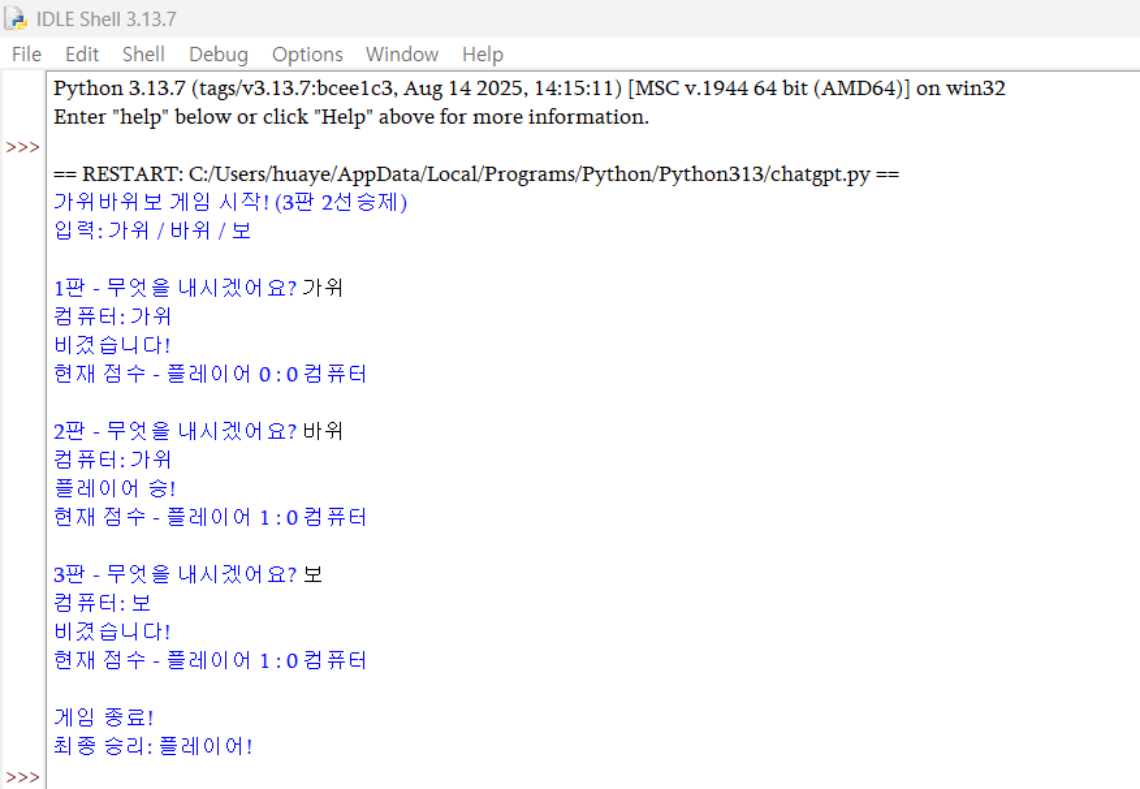 IDLE Shell 3.13.7
File Edit Shell Debug Options Window Help
Python 3.13.7 (tags/v3.13.7:bcee1c3, Aug 14 2025, 14:15:11) [MSC v.1944 64 bit (AMD64)] on win32
Enter "help" below or click "Help" above for more information.
>>>
== RESTART: C:/Users/huaye/AppData/Local/Programs/Python/Python313/chatgpt.py ==
가위바위보 게임 시작! (3판 2선승제)
입력: 가위 / 바위 / 보
1판 - 무엇을 내시겠어요? 가위
컴퓨터: 가위
비겼습니다!
현재 점수 - 플레이어 0 : 0 컴퓨터
2판 - 무엇을 내시겠어요? 바위
컴퓨터: 가위
플레이어 승!
현재 점수 - 플레이어 1 : 0 컴퓨터
3판 - 무엇을 내시겠어요? 보
컴퓨터: 보
비겼습니다!
현재 점수 - 플레이어 1 : 0 컴퓨터
게임 종료!
최종 승리: 플레이어!
>>>